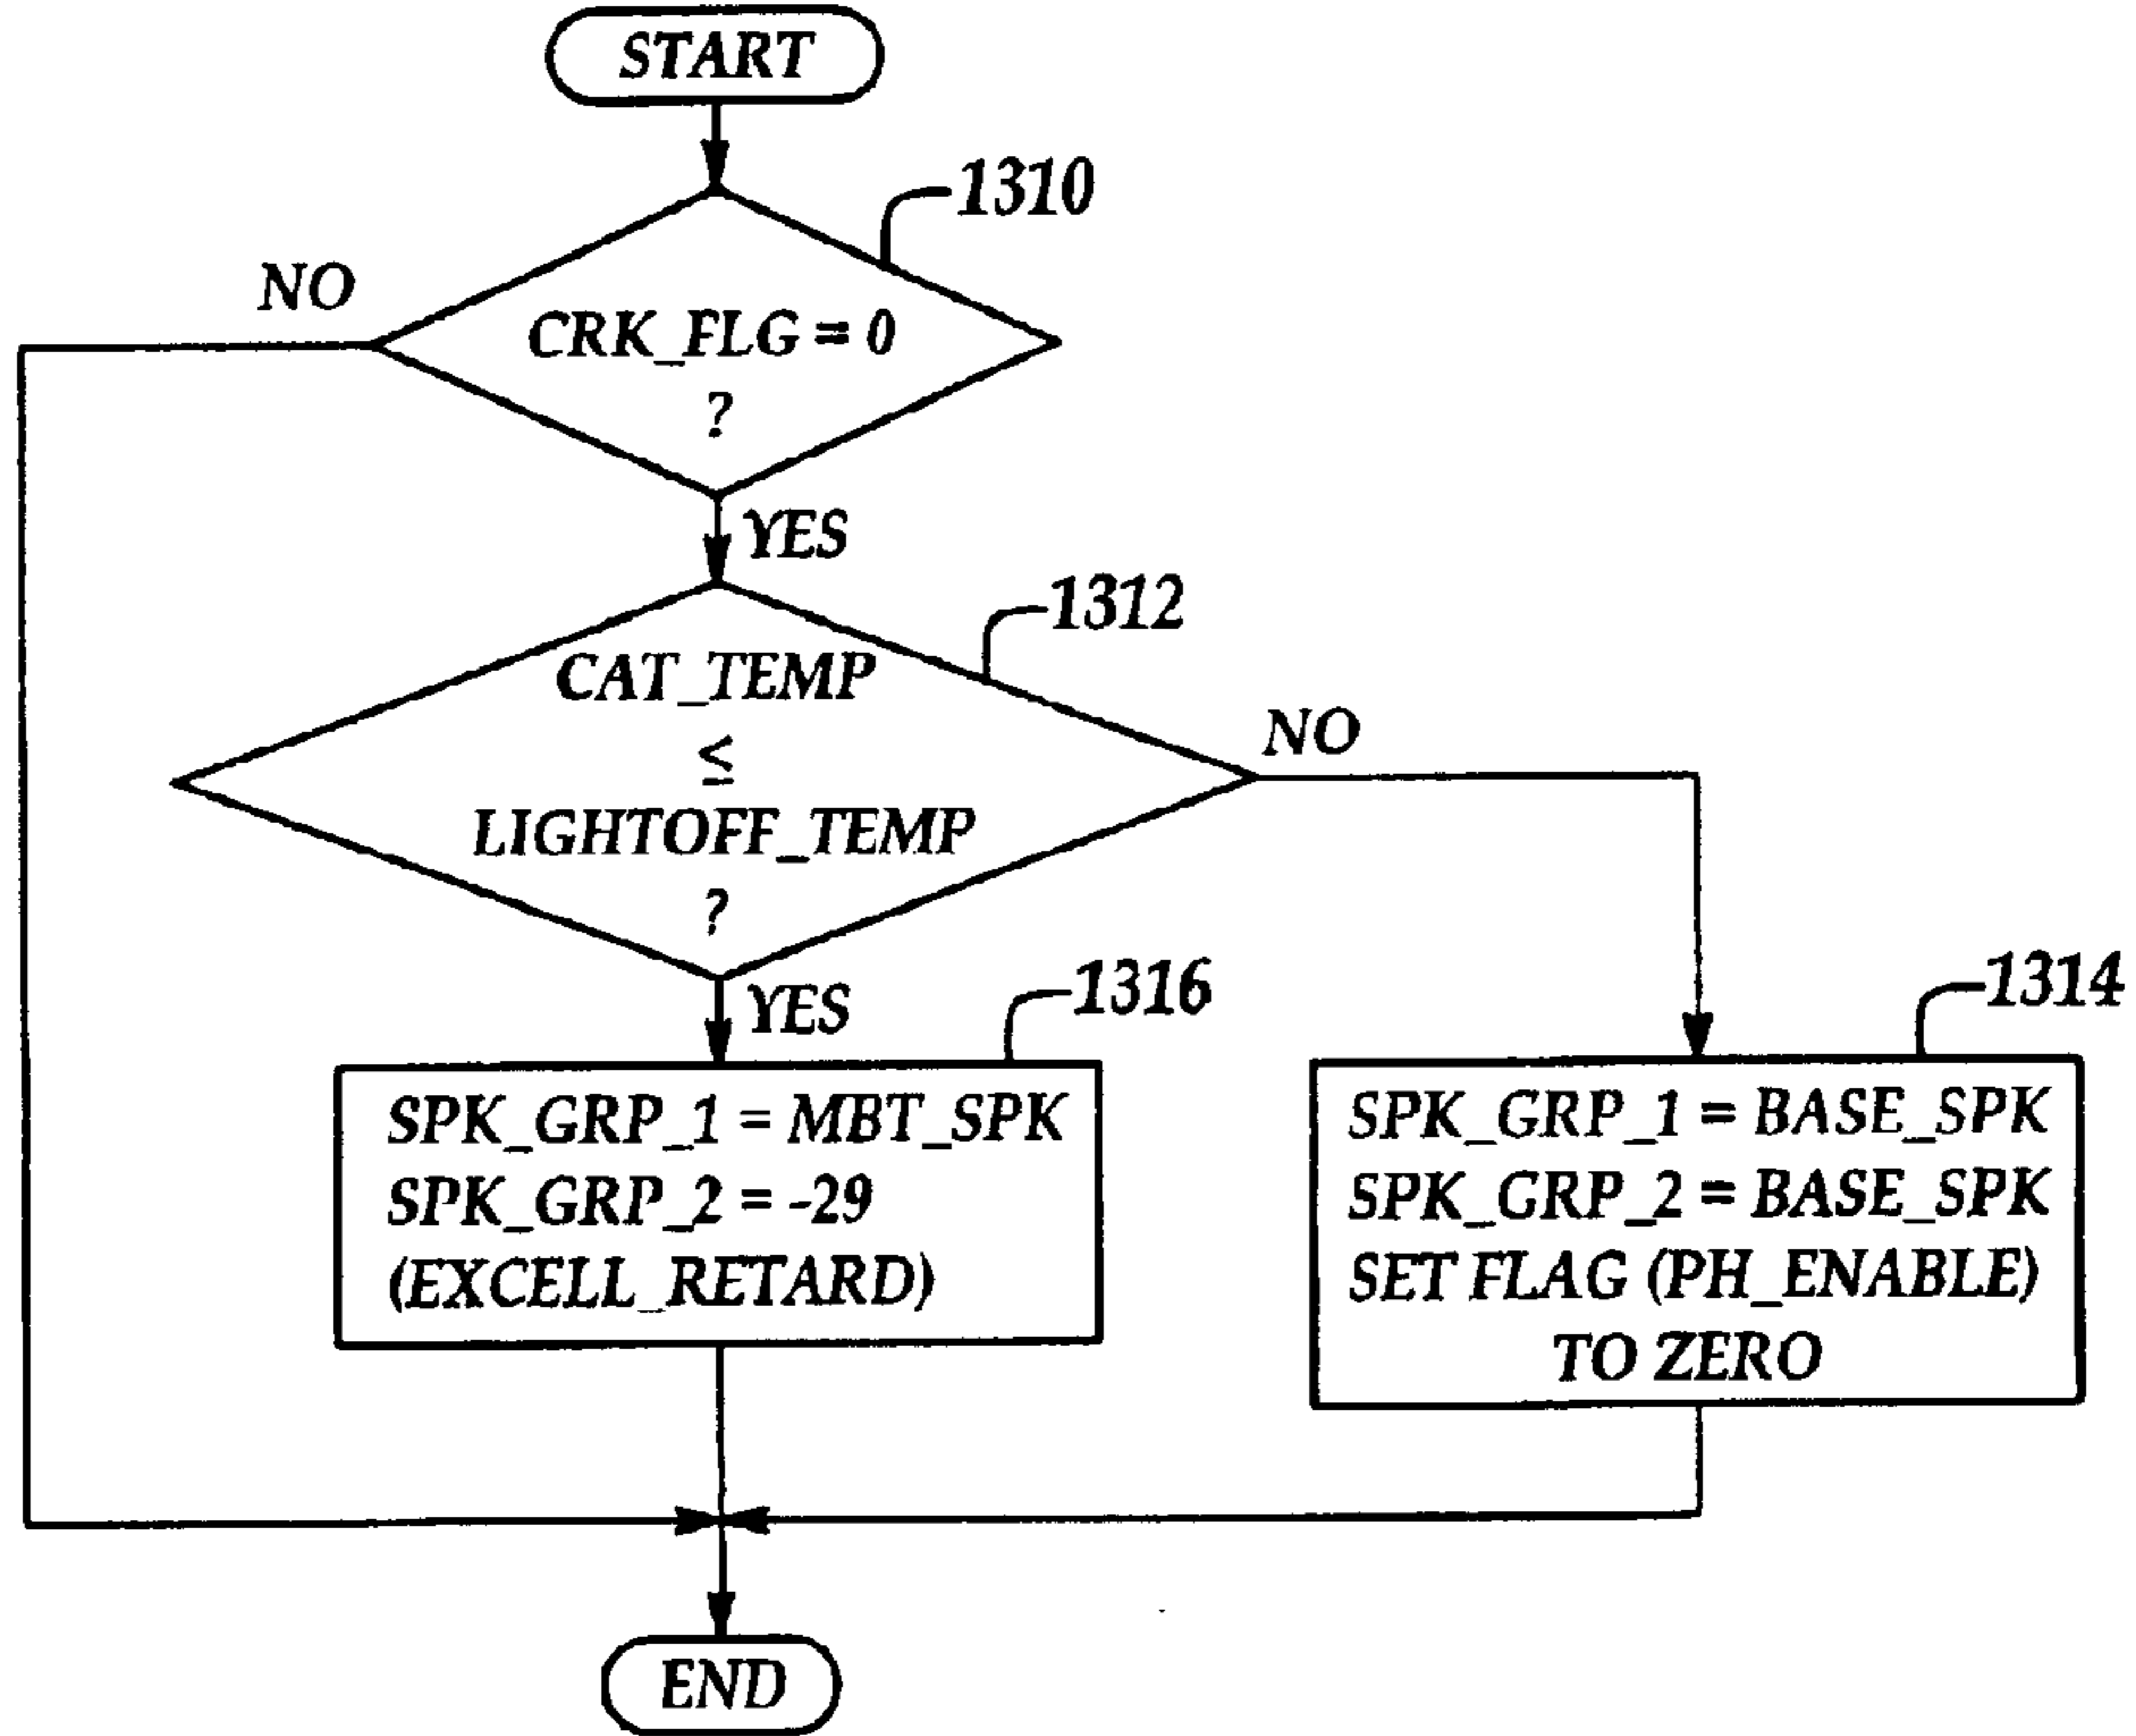 START
1310
NO
CRK_FLG = 0
?
YES
1312
CAT_TEMP
≤
LIGHTOFF_TEMP
?
NO
YES
1316
1314
SPK_GRP_1 = MBT_SPK
SPK_GRP_2 = -29
(EXCELL_RETARD)
SPK_GRP_1 = BASE_SPK
SPK_GRP_2 = BASE_SPK
SET FLAG (PH_ENABLE)
TO ZERO
END